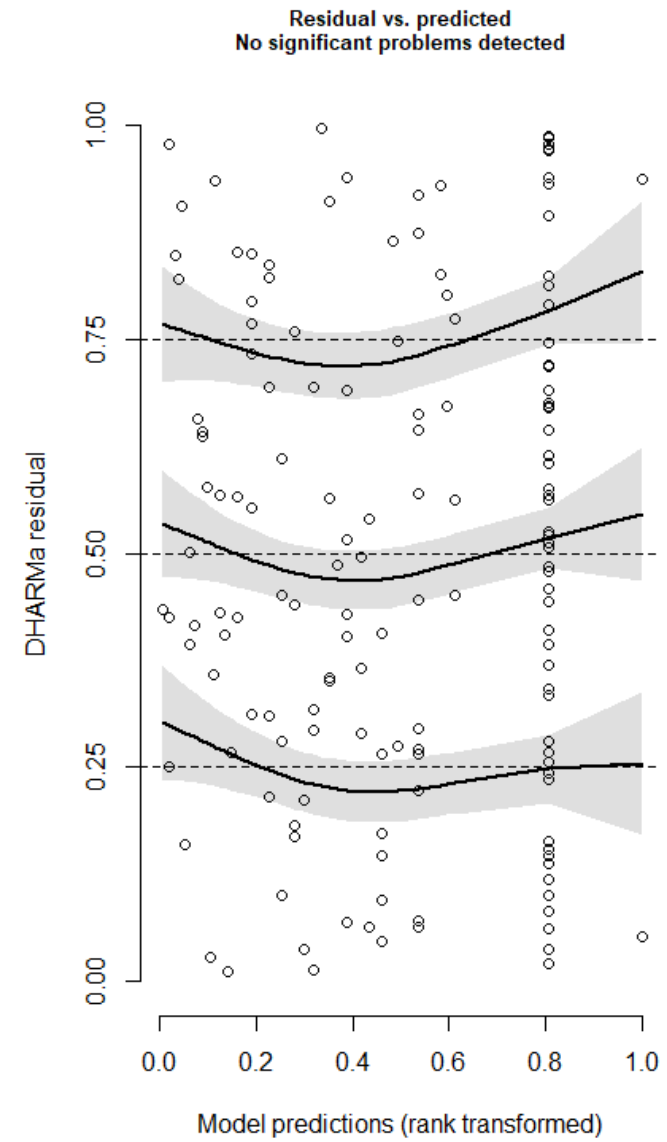 Residual vs. predicted
No significant problems detected
1.00
0.75
0.50
0.25
0.00
DHARMa residual
0.0 0.2 0.4 0.6 0.8 1.0
Model predictions (rank transformed)